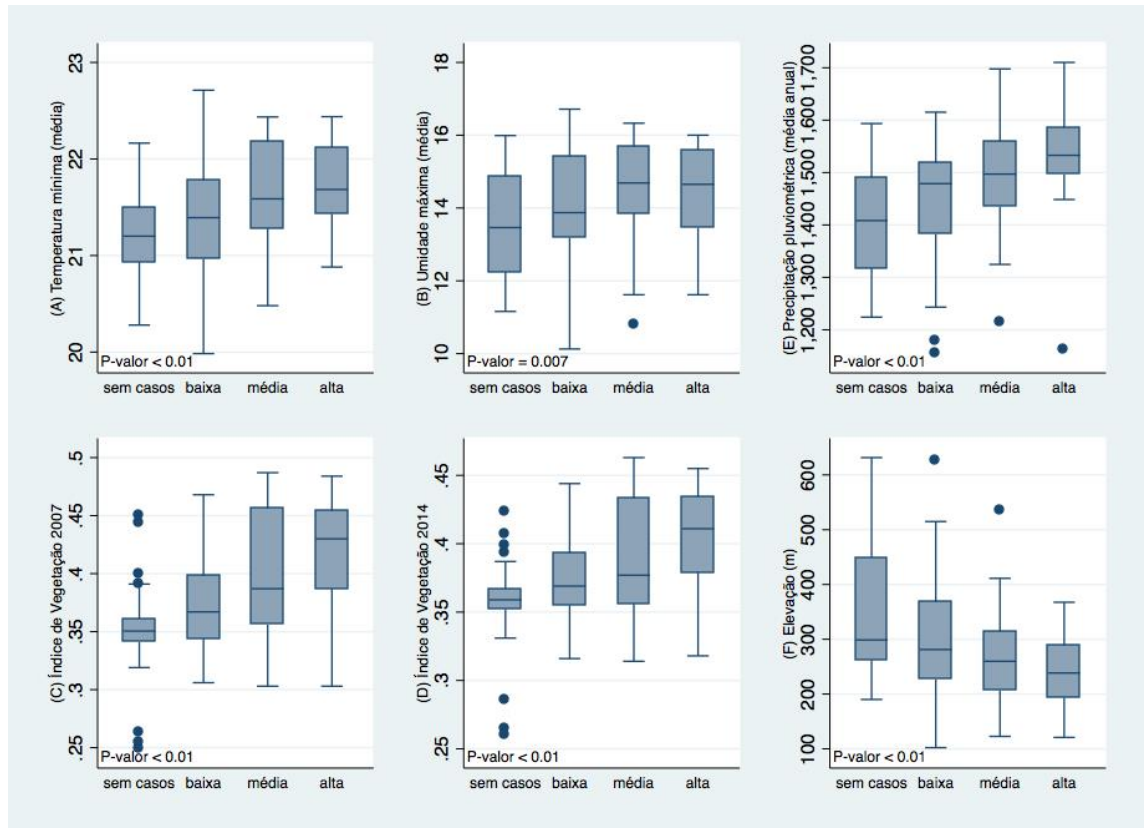 (A) Temperatura mínima (média)
23
22
21
20
P-valor < 0.01
sem casos baixa média alta
(B) Umidade máxima (média)
18
16
14
12
10
P-valor = 0.007
sem casos baixa média alta
(E) Precipitação pluviométrica (média anual)
1,700
1,600
1,500
1,400
1,300
1,200
P-valor < 0.01
sem casos baixa média alta
(C) Índice de Vegetação 2007
.5
.45
.4
.35
.3
.25
P-valor < 0.01
sem casos baixa média alta
(D) Índice de Vegetação 2014
.45
.4
.35
.3
.25
P-valor < 0.01
sem casos baixa média alta
(F) Elevação (m)
600
500
400
300
200
100
P-valor < 0.01
sem casos baixa média alta